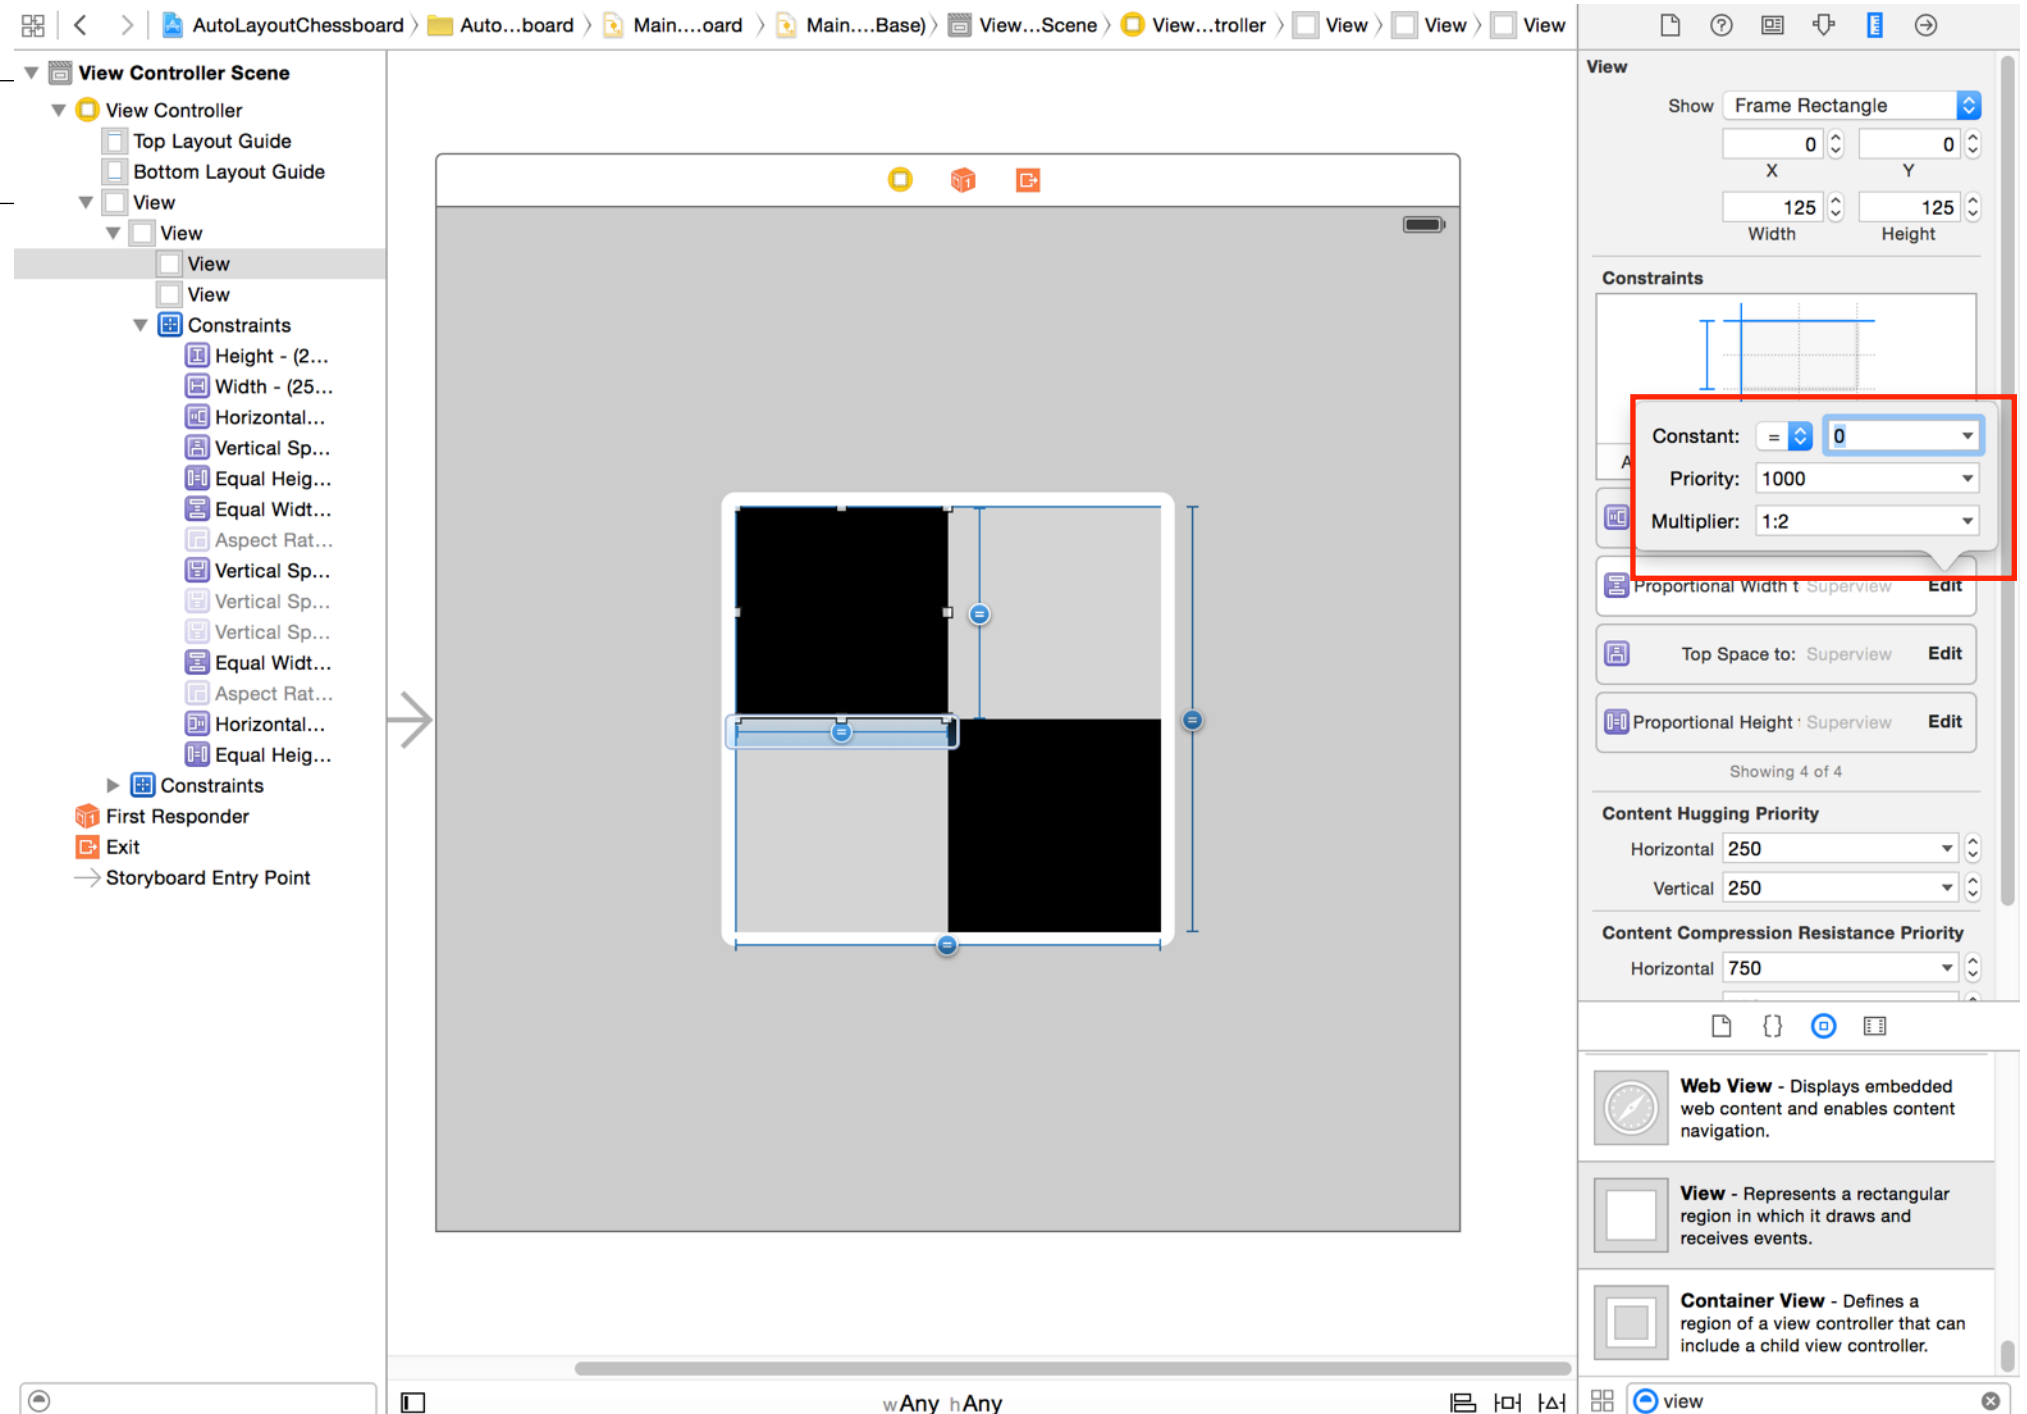 AutoLayoutChessboard
Auto...board
Main....oard
Main....Base)
View...Scene
View...troller
View
View
View
View Controller Scene
View Controller
Top Layout Guide
Bottom Layout Guide
View
View
View
View
Constraints
Height - (2...
Width - (25...
Horizontal...
Vertical Sp...
Equal Heig...
Equal Widt...
Aspect Rat...
Vertical Sp...
Vertical Sp...
Vertical Sp...
Equal Widt...
Aspect Rat...
Horizontal...
Equal Heig...
Constraints
First Responder
Exit
Storyboard Entry Point
wAny hAny
View
Show Frame Rectangle
0 0
X Y
125 125
Width Height
Constraints
Constant: = 0
Priority: 1000
Multiplier: 1:2
Proportional Width t Superview Edit
Top Space to: Superview Edit
Proportional Height Superview Edit
Showing 4 of 4
Content Hugging Priority
Horizontal 250
Vertical 250
Content Compression Resistance Priority
Horizontal 750
Web View - Displays embedded
web content and enables content
navigation.
View - Represents a rectangular
region in which it draws and
receives events.
Container View - Defines a
region of a view controller that can
include a child view controller.
view